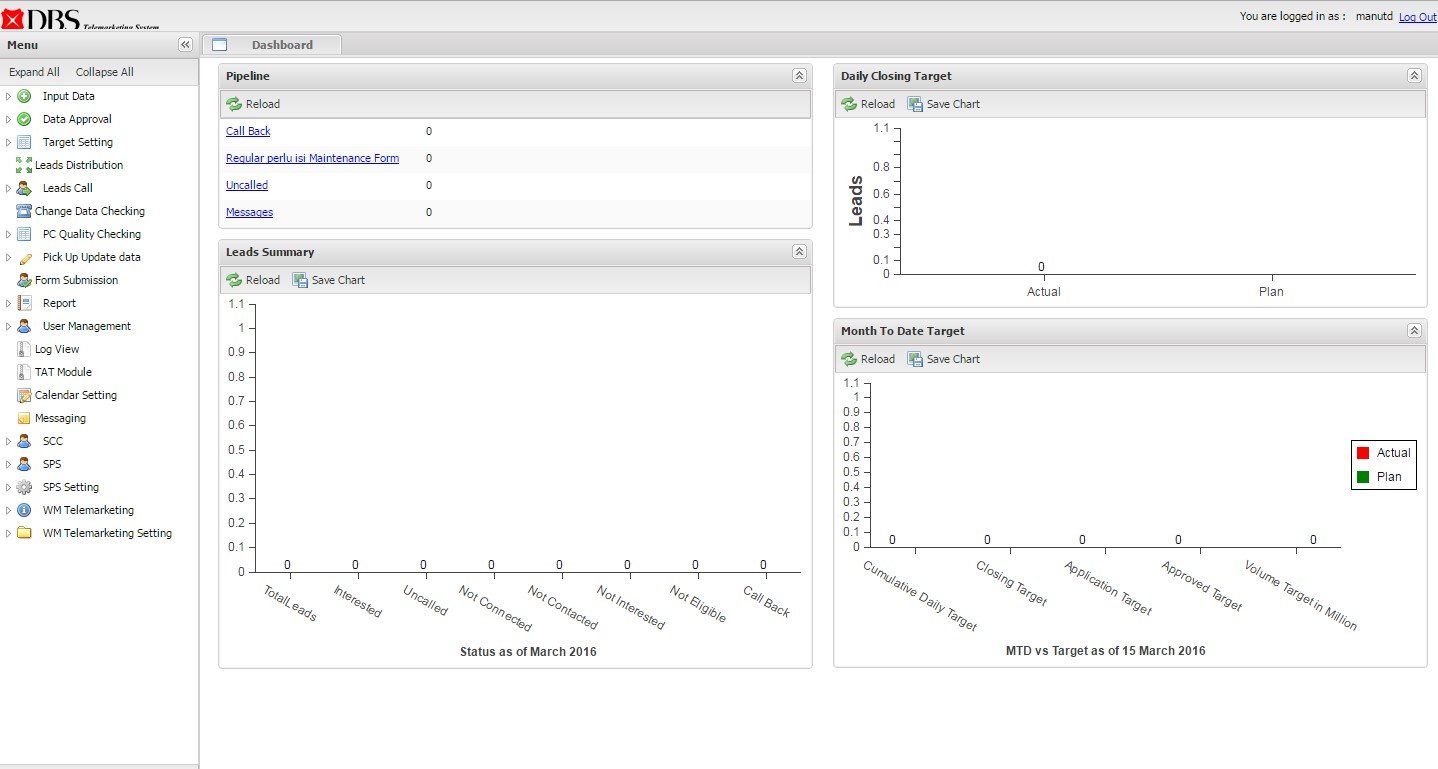 DBS Telemarketing System
You are logged in as : manutd Log Out
Menu
Expand All Collapse All
Input Data
Data Approval
Target Setting
Leads Distribution
Leads Call
Change Data Checking
PC Quality Checking
Pick Up Update data
Form Submission
Report
User Management
Log View
TAT Module
Calendar Setting
Messaging
SCC
SPS
SPS Setting
WM Telemarketing
WM Telemarketing Setting
Dashboard
Pipeline
Reload
Call Back 0
Regular perlu isi Maintenance Form 0
Uncalled 0
Messages 0
Leads Summary
Reload Save Chart
1.1
1
0.9
0.8
0.7
0.6
0.5
0.4
0.3
0.2
0.1
0
0 0 0 0 0 0 0 0
TotalLeads Interested Uncalled Not Connected Not Contacted Not Interested Not Eligible Call Back
Status as of March 2016
Daily Closing Target
Reload Save Chart
Leads
1.1
0.8
0.6
0.4
0.3
0.1
0
0
Actual Plan
Month To Date Target
Reload Save Chart
1.1
1
0.9
0.8
0.7
0.6
0.5
0.4
0.3
0.2
0.1
0
0 0 0 0 0
Cumulative Daily Target Closing Target Application Target Approved Target Volume Target in Million
Actual
Plan
MTD vs Target as of 15 March 2016